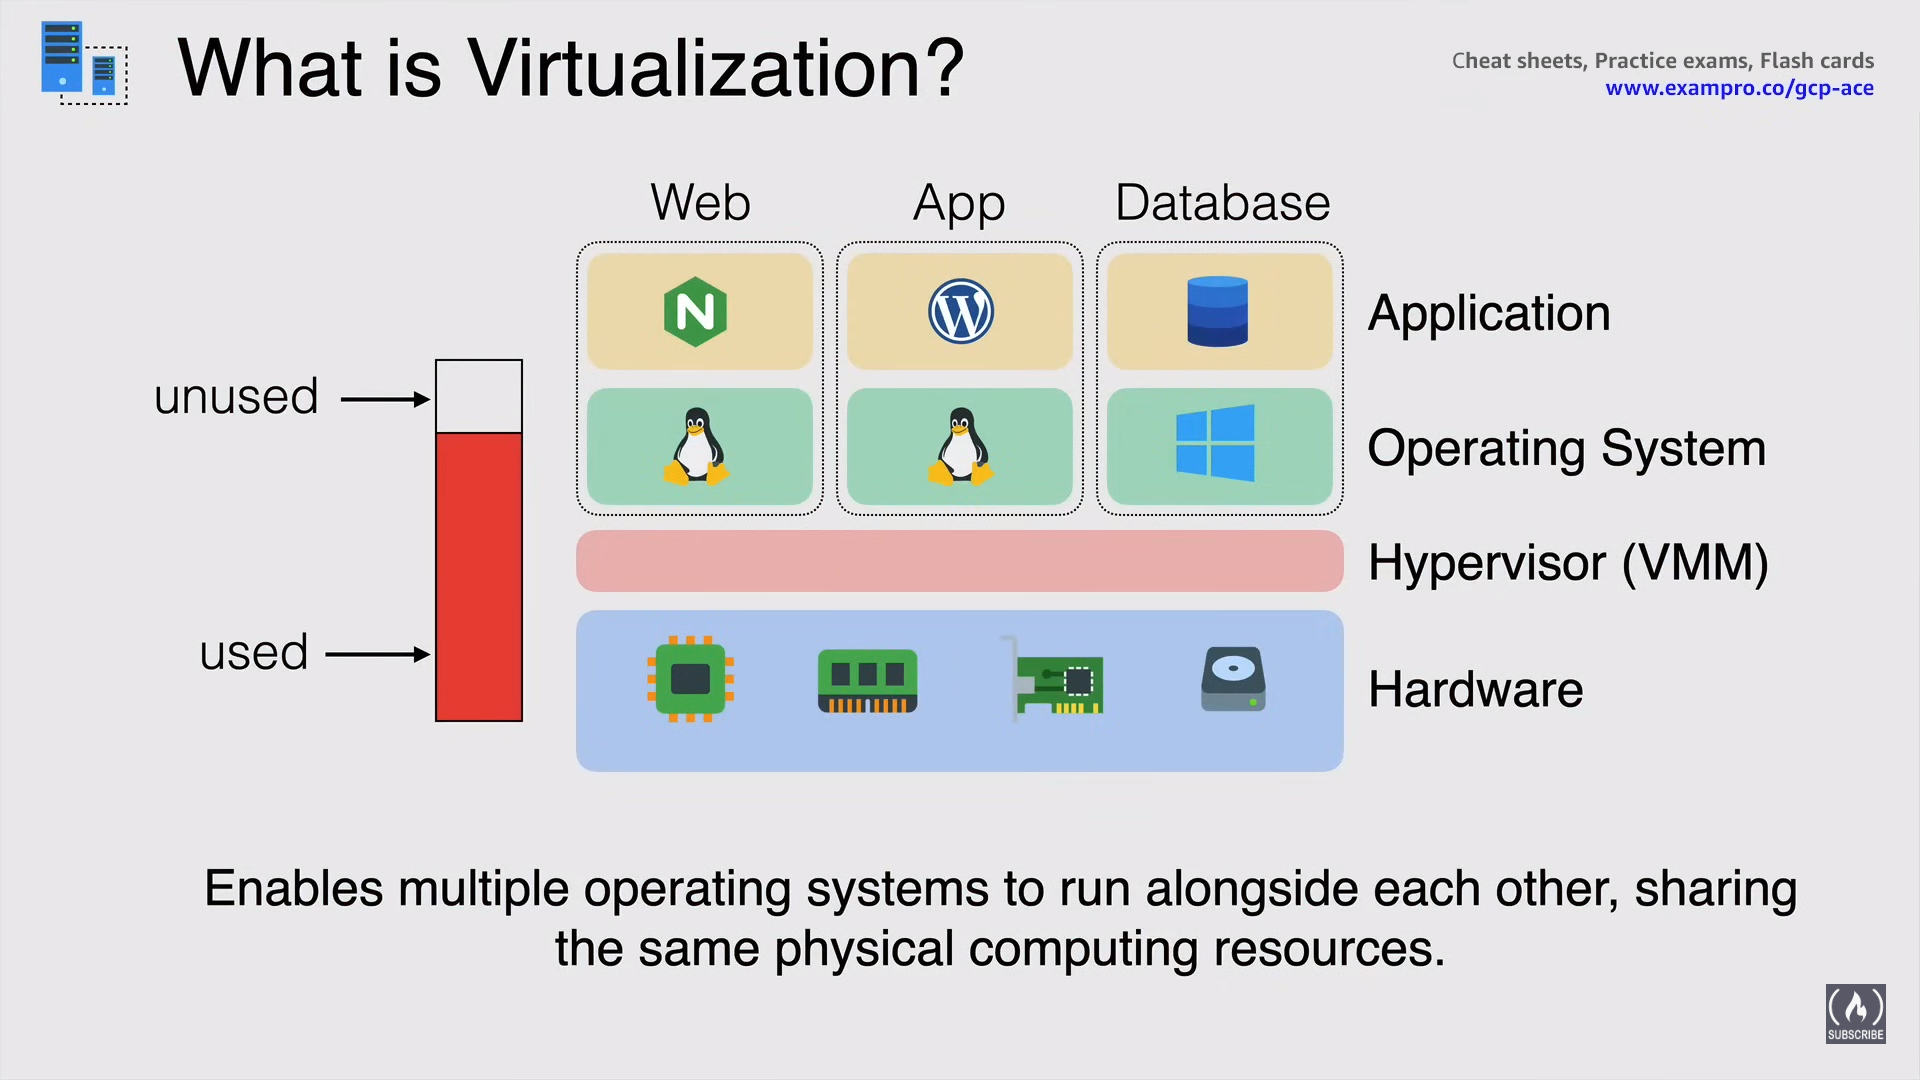 What is Virtualization?
Cheat sheets, Practice exams, Flash cards
www.exampro.co/gcp-ace
Web App Database
N W Application
unused
Operating System
Hypervisor (VMM)
used
Hardware
Enables multiple operating systems to run alongside each other, sharing
the same physical computing resources.
SUBSCRIBE